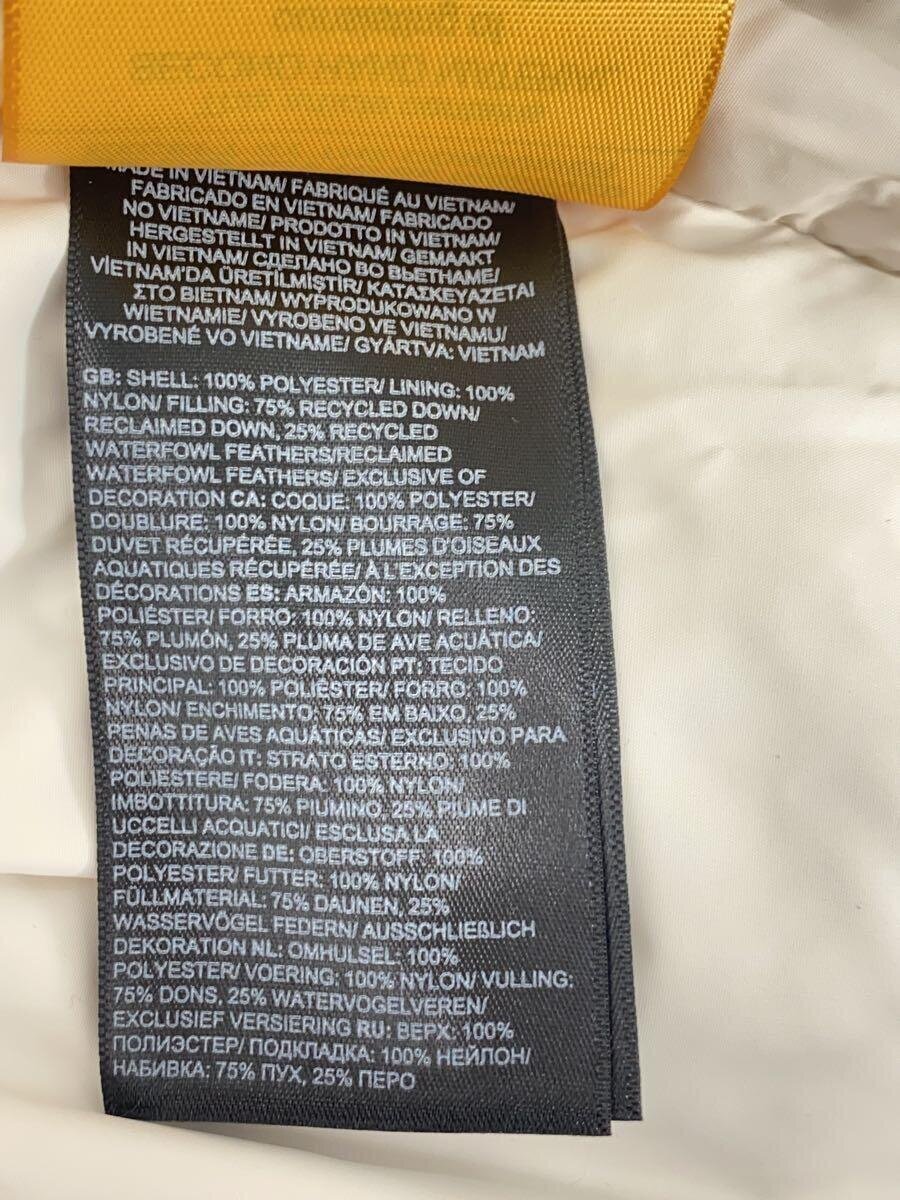 MADE IN VIETNAM/ FABRIQUÉ AU VIETNAM/
FABRICADO EN VIETNAM/ FABRICADO
NO VIETNAME/ PRODOTTO IN VIETNAM/
HERGESTELLT IN VIETNAM/ GEMAAKT
IN VIETNAM/ СДЕЛАНО ВО ВЬЕТНАМЕ/
VİETNAM'DA ÜRETİLMİŞTİR/ ΚΑΤΑΣΚΕΥΑΖΕΤΑΙ
ΣΤΟ ΒΙΕΤΝΑΜ/ WYPRODUKOWANO W
WIETNAMIE/ VYROBENO VE VIETNAMU/
VYROBENÉ VO VIETNAME/ GYÁRTVA: VIETNAM
GB: SHELL: 100% POLYESTER/ LINING: 100%
NYLON/ FILLING: 75% RECYCLED DOWN/
RECLAIMED DOWN, 25% RECYCLED
WATERFOWL FEATHERS/RECLAIMED
WATERFOWL FEATHERS/ EXCLUSIVE OF
DECORATION CA: COQUE: 100% POLYESTER/
DOUBLURE: 100% NYLON/ BOURRAGE: 75%
DUVET RÉCUPÉRÉE, 25% PLUMES D'OISEAUX
AQUATIQUES RÉCUPÉRÉE/ À L'EXCEPTION DES
DÉCORATIONS ES: ARMAZÓN: 100%
POLIÉSTER/ FORRO: 100% NYLON/ RELLENO:
75% PLUMÓN, 25% PLUMA DE AVE ACUÁTICA/
EXCLUSIVO DE DECORACIÓN PT: TECIDO
PRINCIPAL: 100% POLIÉSTER/ FORRO: 100%
NYLON/ ENCHIMENTO: 75% EM BAIXO, 25%
PENAS DE AVES AQUÁTICAS/ EXCLUSIVO PARA
DECORAÇÃO IT: STRATO ESTERNO: 100%
POLIESTERE/ FODERA: 100% NYLON/
IMBOTTITURA: 75% PIUMINO, 25% PIUME DI
UCCELLI ACQUATICI/ ESCLUSA LA
DECORAZIONE DE: OBERSTOFF: 100%
POLYESTER/ FUTTER: 100% NYLON/
FÜLLMATERIAL: 75% DAUNEN, 25%
WASSERVÖGEL FEDERN/ AUSSCHLIEßLICH
DEKORATION NL: OMHULSEL: 100%
POLYESTER/ VOERING: 100% NYLON/ VULLING:
75% DONS, 25% WATERVOGELVEREN/
EXCLUSIEF VERSIERING RU: ВЕРХ: 100%
ПОЛИЭСТЕР/ ПОДКЛАДКА: 100% НЕЙЛОН/
НАБИВКА: 75% ПУХ, 25% ПЕРО